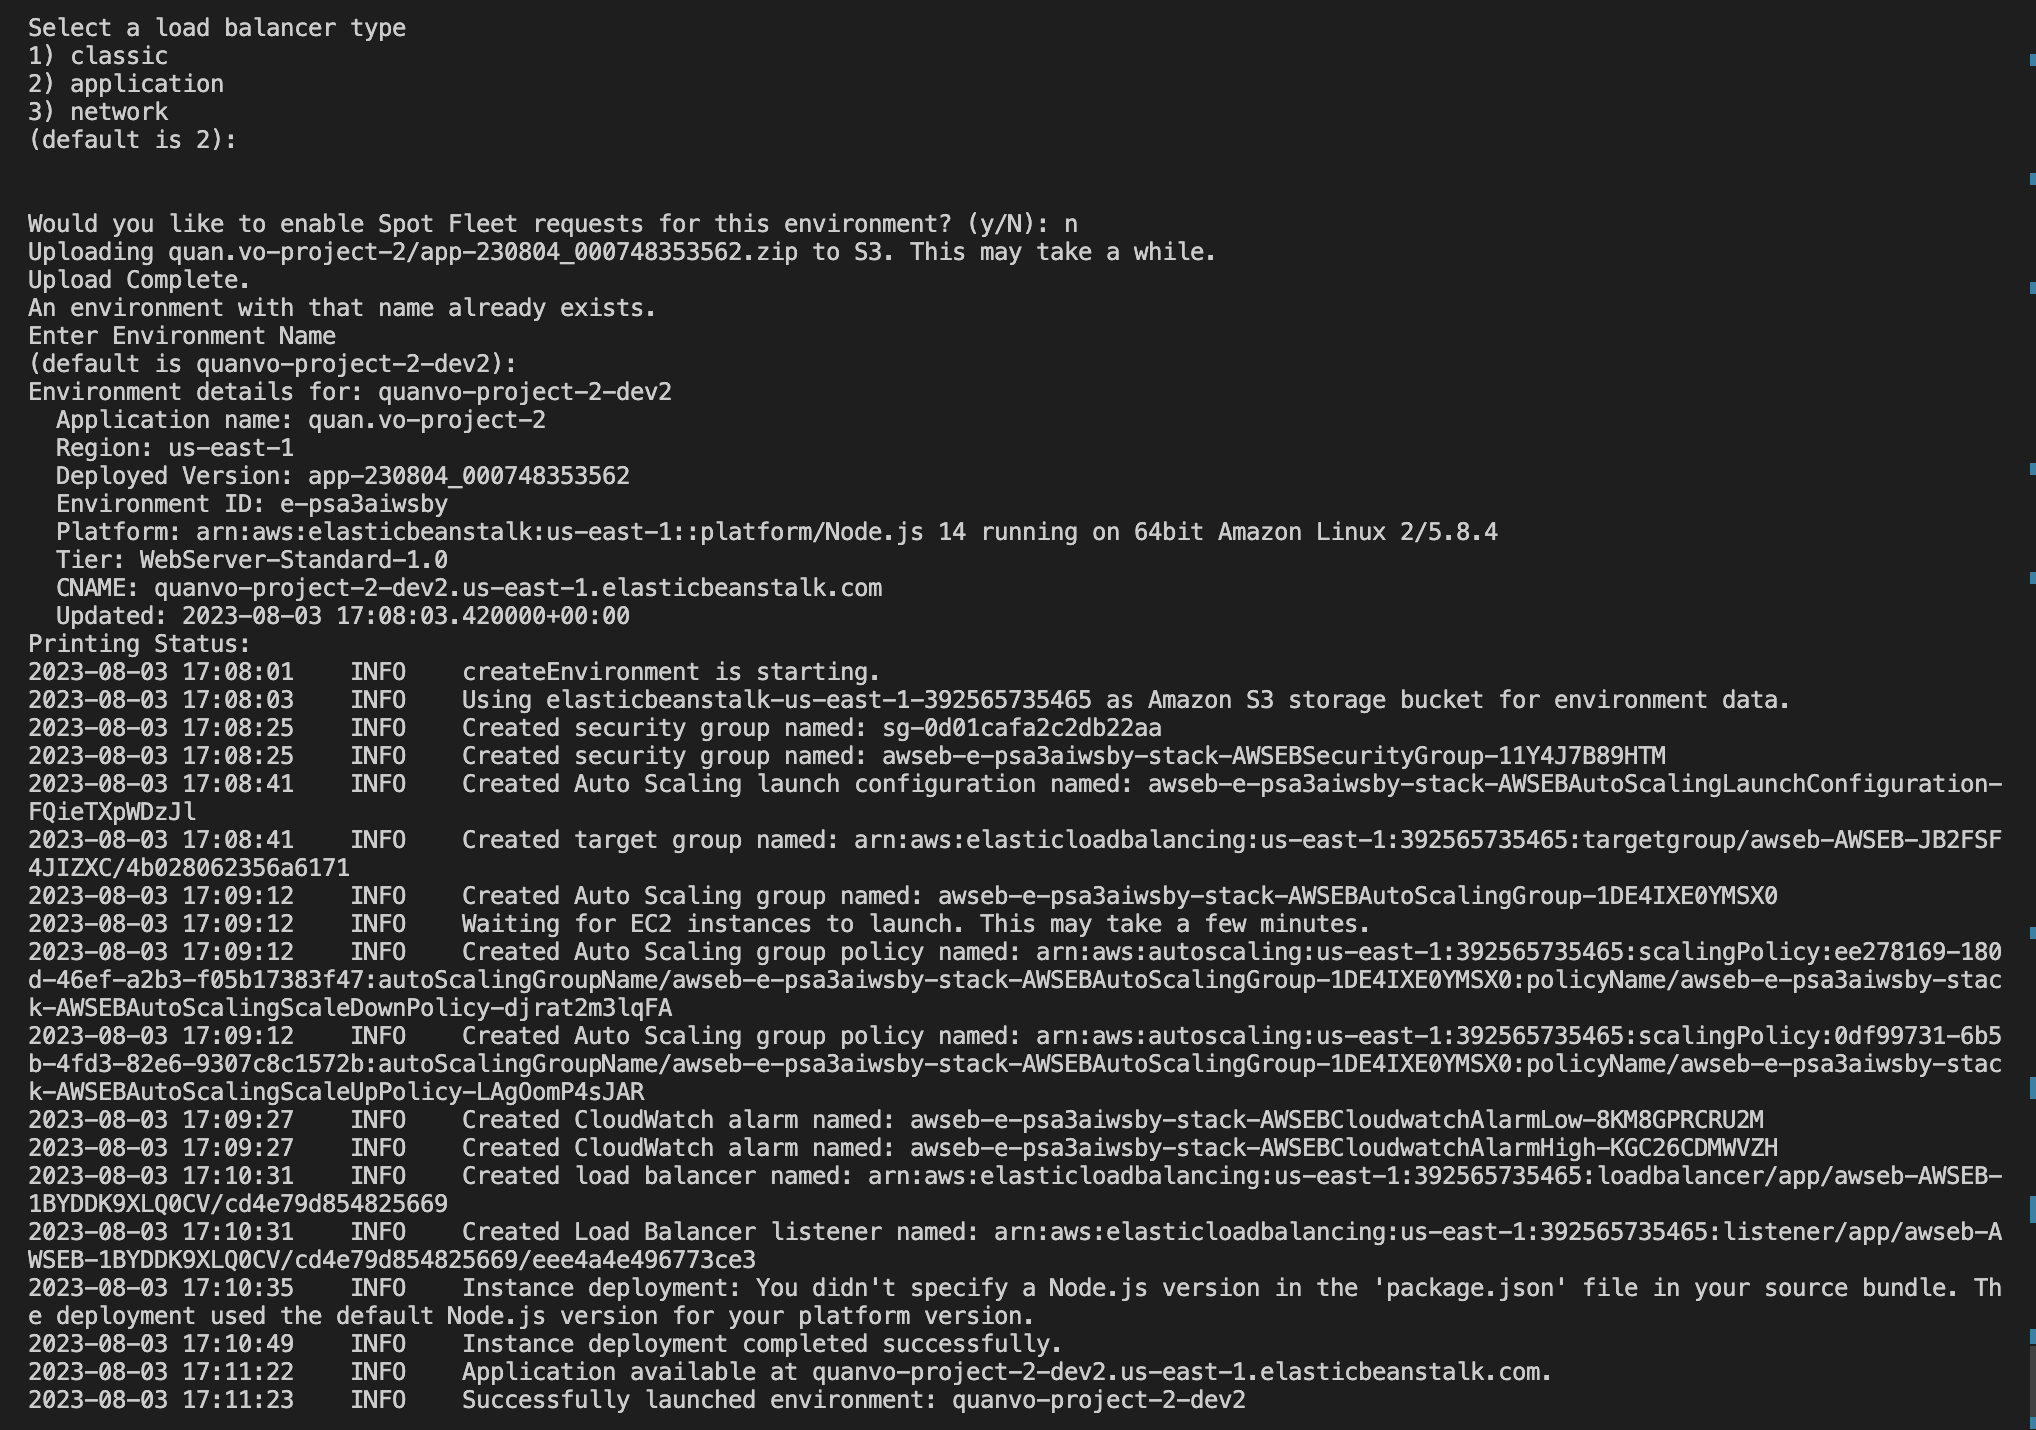 Select a load balancer type
1) classic
2) application
3) network
(default is 2):
Would you like to enable Spot Fleet requests for this environment? (y/N): n
Uploading quan.vo-project-2/app-230804_000748353562.zip to S3. This may take a while.
Upload Complete.
An environment with that name already exists.
Enter Environment Name
(default is quanvo-project-2-dev2):
Environment details for: quanvo-project-2-dev2
  Application name: quan.vo-project-2
  Region: us-east-1
  Deployed Version: app-230804_000748353562
  Environment ID: e-psa3aiwsby
  Platform: arn:aws:elasticbeanstalk:us-east-1::platform/Node.js 14 running on 64bit Amazon Linux 2/5.8.4
  Tier: WebServer-Standard-1.0
  CNAME: quanvo-project-2-dev2.us-east-1.elasticbeanstalk.com
  Updated: 2023-08-03 17:08:03.420000+00:00
Printing Status:
2023-08-03 17:08:01    INFO    createEnvironment is starting.
2023-08-03 17:08:03    INFO    Using elasticbeanstalk-us-east-1-392565735465 as Amazon S3 storage bucket for environment data.
2023-08-03 17:08:25    INFO    Created security group named: sg-0d01cafa2c2db22aa
2023-08-03 17:08:25    INFO    Created security group named: awseb-e-psa3aiwsby-stack-AWSEBSecurityGroup-11Y4J7B89HTM
2023-08-03 17:08:41    INFO    Created Auto Scaling launch configuration named: awseb-e-psa3aiwsby-stack-AWSEBAutoScalingLaunchConfiguration-
FQieTXpWDzJl
2023-08-03 17:08:41    INFO    Created target group named: arn:aws:elasticloadbalancing:us-east-1:392565735465:targetgroup/awseb-AWSEB-JB2FSF
4JIZXC/4b028062356a6171
2023-08-03 17:09:12    INFO    Created Auto Scaling group named: awseb-e-psa3aiwsby-stack-AWSEBAutoScalingGroup-1DE4IXE0YMSX0
2023-08-03 17:09:12    INFO    Waiting for EC2 instances to launch. This may take a few minutes.
2023-08-03 17:09:12    INFO    Created Auto Scaling group policy named: arn:aws:autoscaling:us-east-1:392565735465:scalingPolicy:ee278169-180
d-46ef-a2b3-f05b17383f47:autoScalingGroupName/awseb-e-psa3aiwsby-stack-AWSEBAutoScalingGroup-1DE4IXE0YMSX0:policyName/awseb-e-psa3aiwsby-stac
k-AWSEBAutoScalingScaleDownPolicy-djrat2m3lqFA
2023-08-03 17:09:12    INFO    Created Auto Scaling group policy named: arn:aws:autoscaling:us-east-1:392565735465:scalingPolicy:0df99731-6b5
b-4fd3-82e6-9307c8c1572b:autoScalingGroupName/awseb-e-psa3aiwsby-stack-AWSEBAutoScalingGroup-1DE4IXE0YMSX0:policyName/awseb-e-psa3aiwsby-stac
k-AWSEBAutoScalingScaleUpPolicy-LAgOomP4sJAR
2023-08-03 17:09:27    INFO    Created CloudWatch alarm named: awseb-e-psa3aiwsby-stack-AWSEBCloudwatchAlarmLow-8KM8GPRCRU2M
2023-08-03 17:09:27    INFO    Created CloudWatch alarm named: awseb-e-psa3aiwsby-stack-AWSEBCloudwatchAlarmHigh-KGC26CDMWVZH
2023-08-03 17:10:31    INFO    Created load balancer named: arn:aws:elasticloadbalancing:us-east-1:392565735465:loadbalancer/app/awseb-AWSEB-
1BYDDK9XLQ0CV/cd4e79d854825669
2023-08-03 17:10:31    INFO    Created Load Balancer listener named: arn:aws:elasticloadbalancing:us-east-1:392565735465:listener/app/awseb-A
WSEB-1BYDDK9XLQ0CV/cd4e79d854825669/eee4a4e496773ce3
2023-08-03 17:10:35    INFO    Instance deployment: You didn't specify a Node.js version in the 'package.json' file in your source bundle. Th
e deployment used the default Node.js version for your platform version.
2023-08-03 17:10:49    INFO    Instance deployment completed successfully.
2023-08-03 17:11:22    INFO    Application available at quanvo-project-2-dev2.us-east-1.elasticbeanstalk.com.
2023-08-03 17:11:23    INFO    Successfully launched environment: quanvo-project-2-dev2